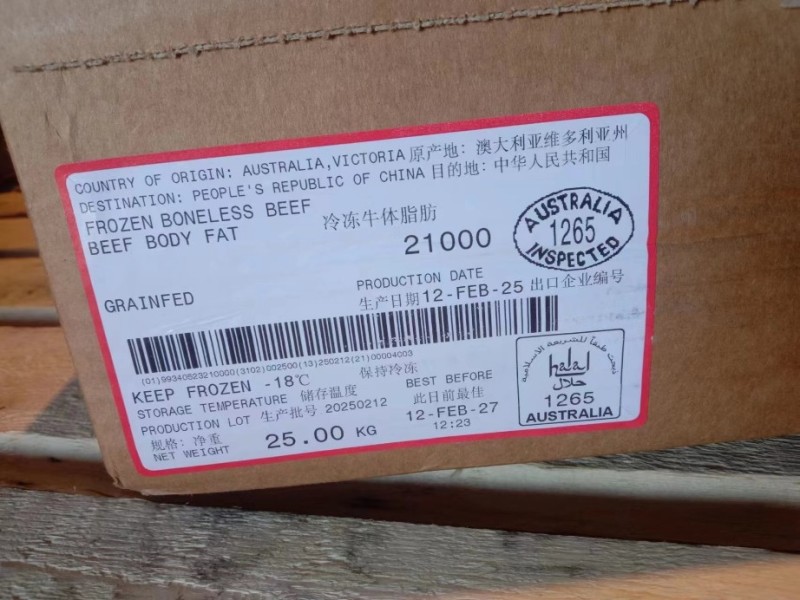 COUNTRY OF ORIGIN: AUSTRALIA,VICTORIA 原产地: 澳大利亚维多利亚州
DESTINATION: PEOPLE'S REPUBLIC OF CHINA 目的地: 中华人民共和国
FROZEN BONELESS BEEF
BEEF BODY FAT
冷冻牛体脂肪
21000
AUSTRALIA
1265
INSPECTED
GRAINFED
PRODUCTION DATE
生产日期 12-FEB-25 出口企业编号
(01)99340523210000(3102)002500(13)250212(21)00004003
KEEP FROZEN -18℃ 保持冷冻
STORAGE TEMPERATURE 储存温度
PRODUCTION LOT 生产批号 20250212
规格: 净重
NET WEIGHT
25.00 KG
BEST BEFORE
此日前最佳
12-FEB-27
12:23
halal
حلال
1265
AUSTRALIA